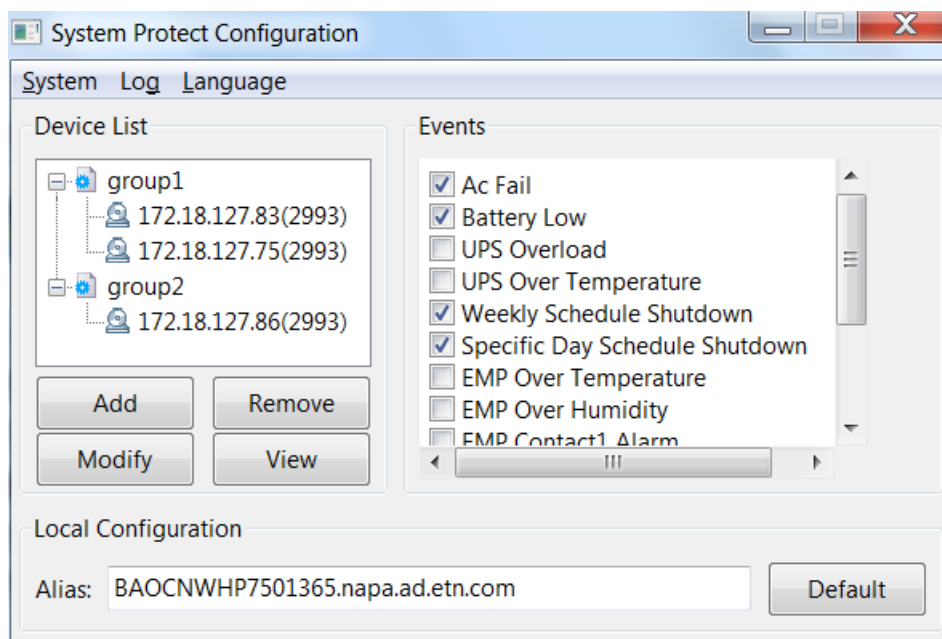 System Protect Configuration
System Log Language
Device List
group1
172.18.127.83(2993)
172.18.127.75(2993)
group2
172.18.127.86(2993)
Add Remove
Modify View
Events
Ac Fail
Battery Low
UPS Overload
UPS Over Temperature
Weekly Schedule Shutdown
Specific Day Schedule Shutdown
EMP Over Temperature
EMP Over Humidity
EMP Contact1 Alarm
Local Configuration
Alias: BAOCNWHP7501365.napa.ad.etn.com Default